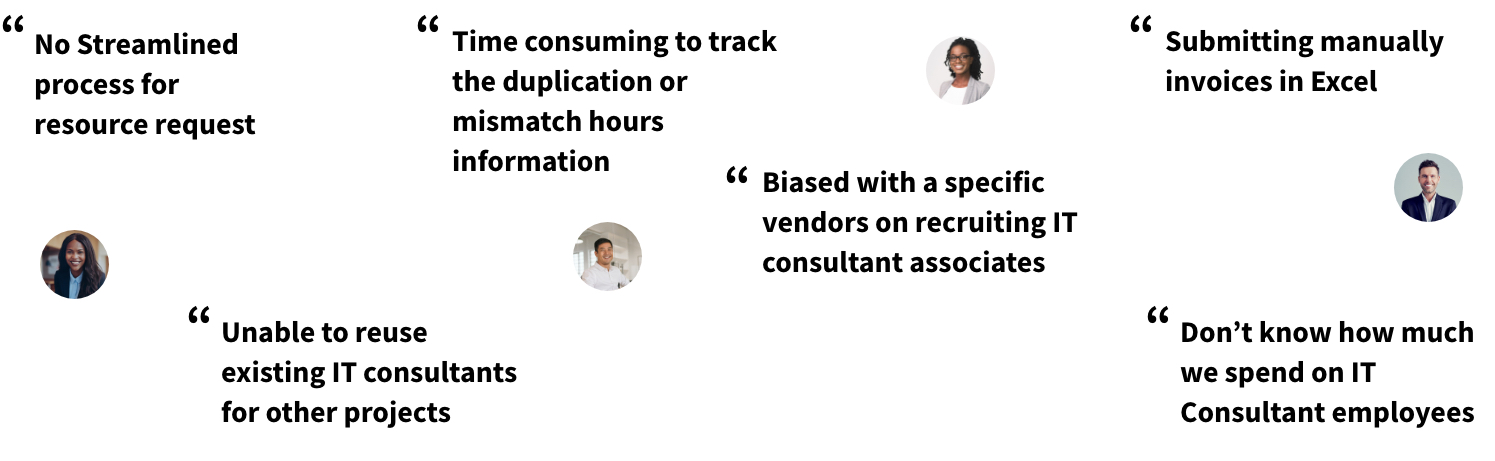 “ No Streamlined
process for
resource request
“ Time consuming to track
the duplication or
mismatch hours
information
“ Submitting manually
invoices in Excel
“ Biased with a specific
vendors on recruiting IT
consultant associates
“ Unable to reuse
existing IT consultants
for other projects
“ Don’t know how much
we spend on IT
Consultant employees